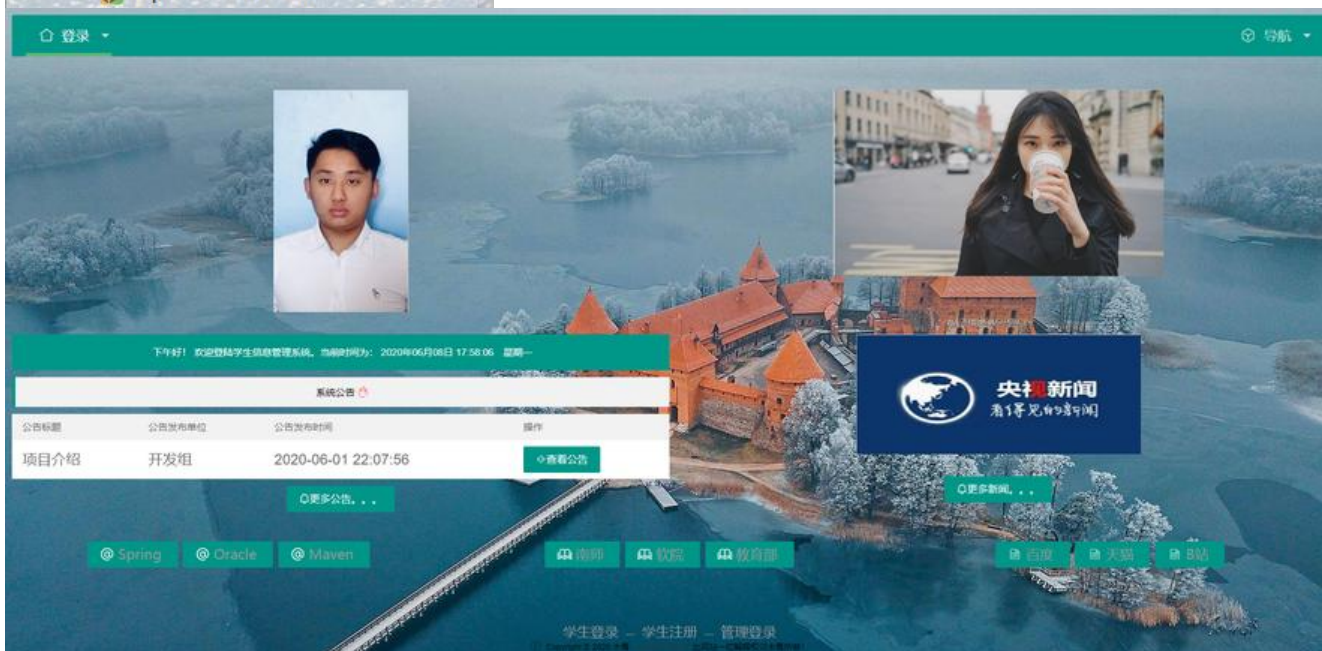 登录
导航
下午好! 欢迎登陆学生信息管理系统, 当前时间为: 2020年06月08日 17:58:06 星期一
系统公告
公告标题 公告发布单位 公告发布时间 操作
项目介绍 开发组 2020-06-01 22:07:56 查看公告
更多公告。。。
央视新闻
看得见的新闻
更多新闻。。。
@ Spring @ Oracle @ Maven 南师 软院 教育部 百度 天猫 B站
学生登录 – 学生注册 – 管理登录